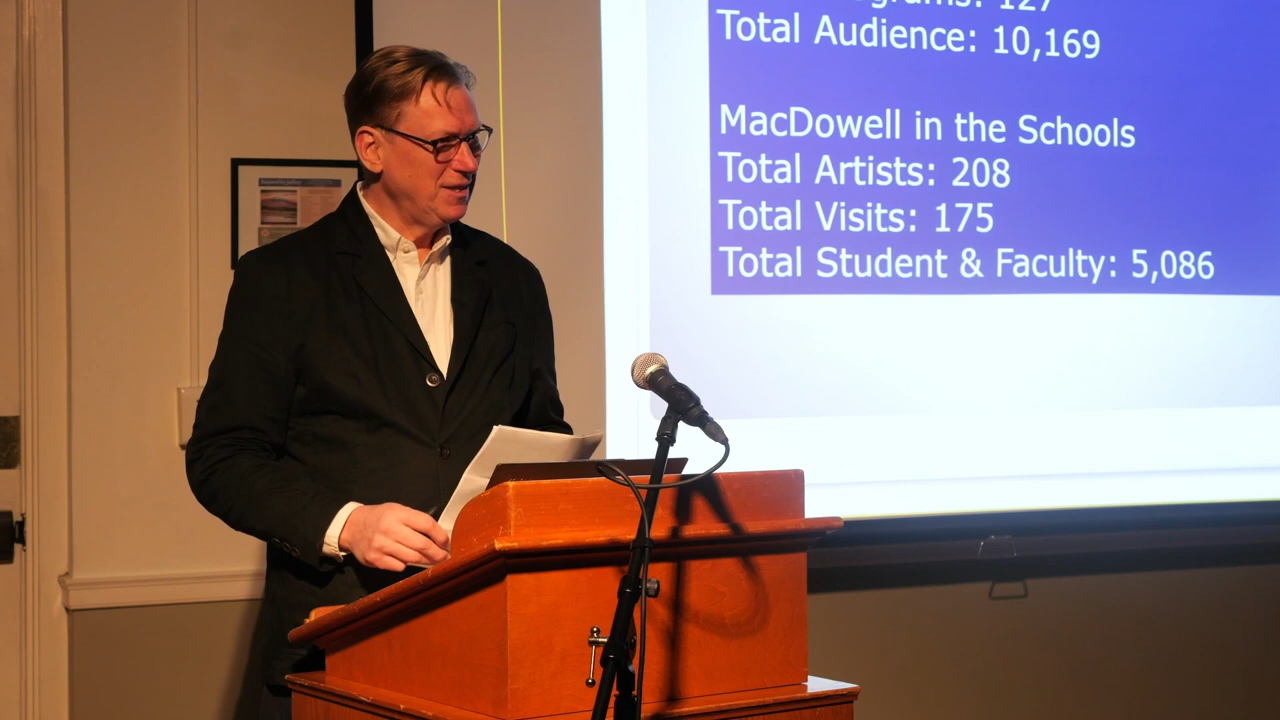 127
Total Audience: 10,169
MacDowell in the Schools
Total Artists: 208
Total Visits: 175
Total Student & Faculty: 5,086